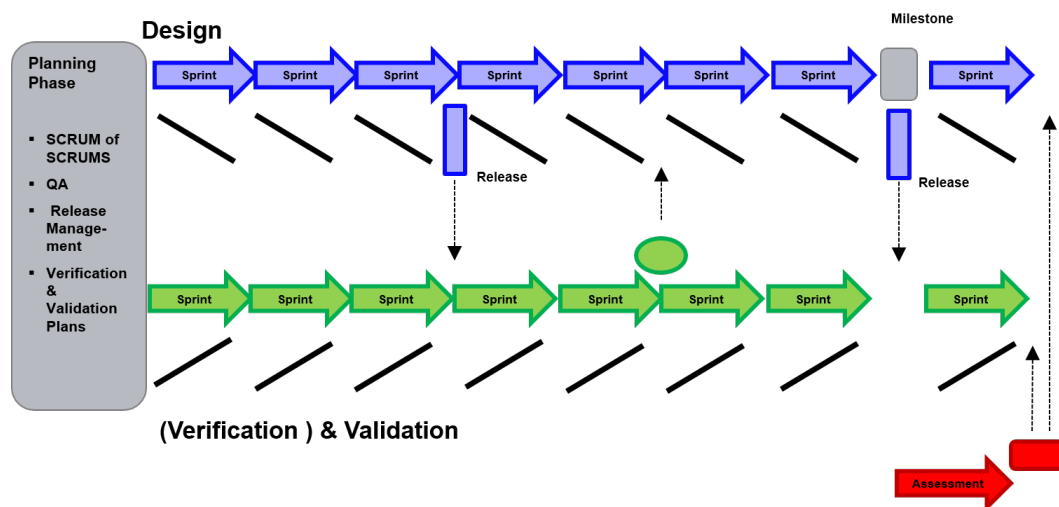 Design
Milestone
Planning
Phase
▪ SCRUM of
SCRUMS
▪ QA
▪ Release
Manage-
ment
▪ Verification
&
Validation
Plans
Sprint
Sprint
Sprint
Sprint
Sprint
Sprint
Sprint
Sprint
Release
Release
Sprint
Sprint
Sprint
Sprint
Sprint
Sprint
Sprint
Sprint
(Verification ) & Validation
Assessment